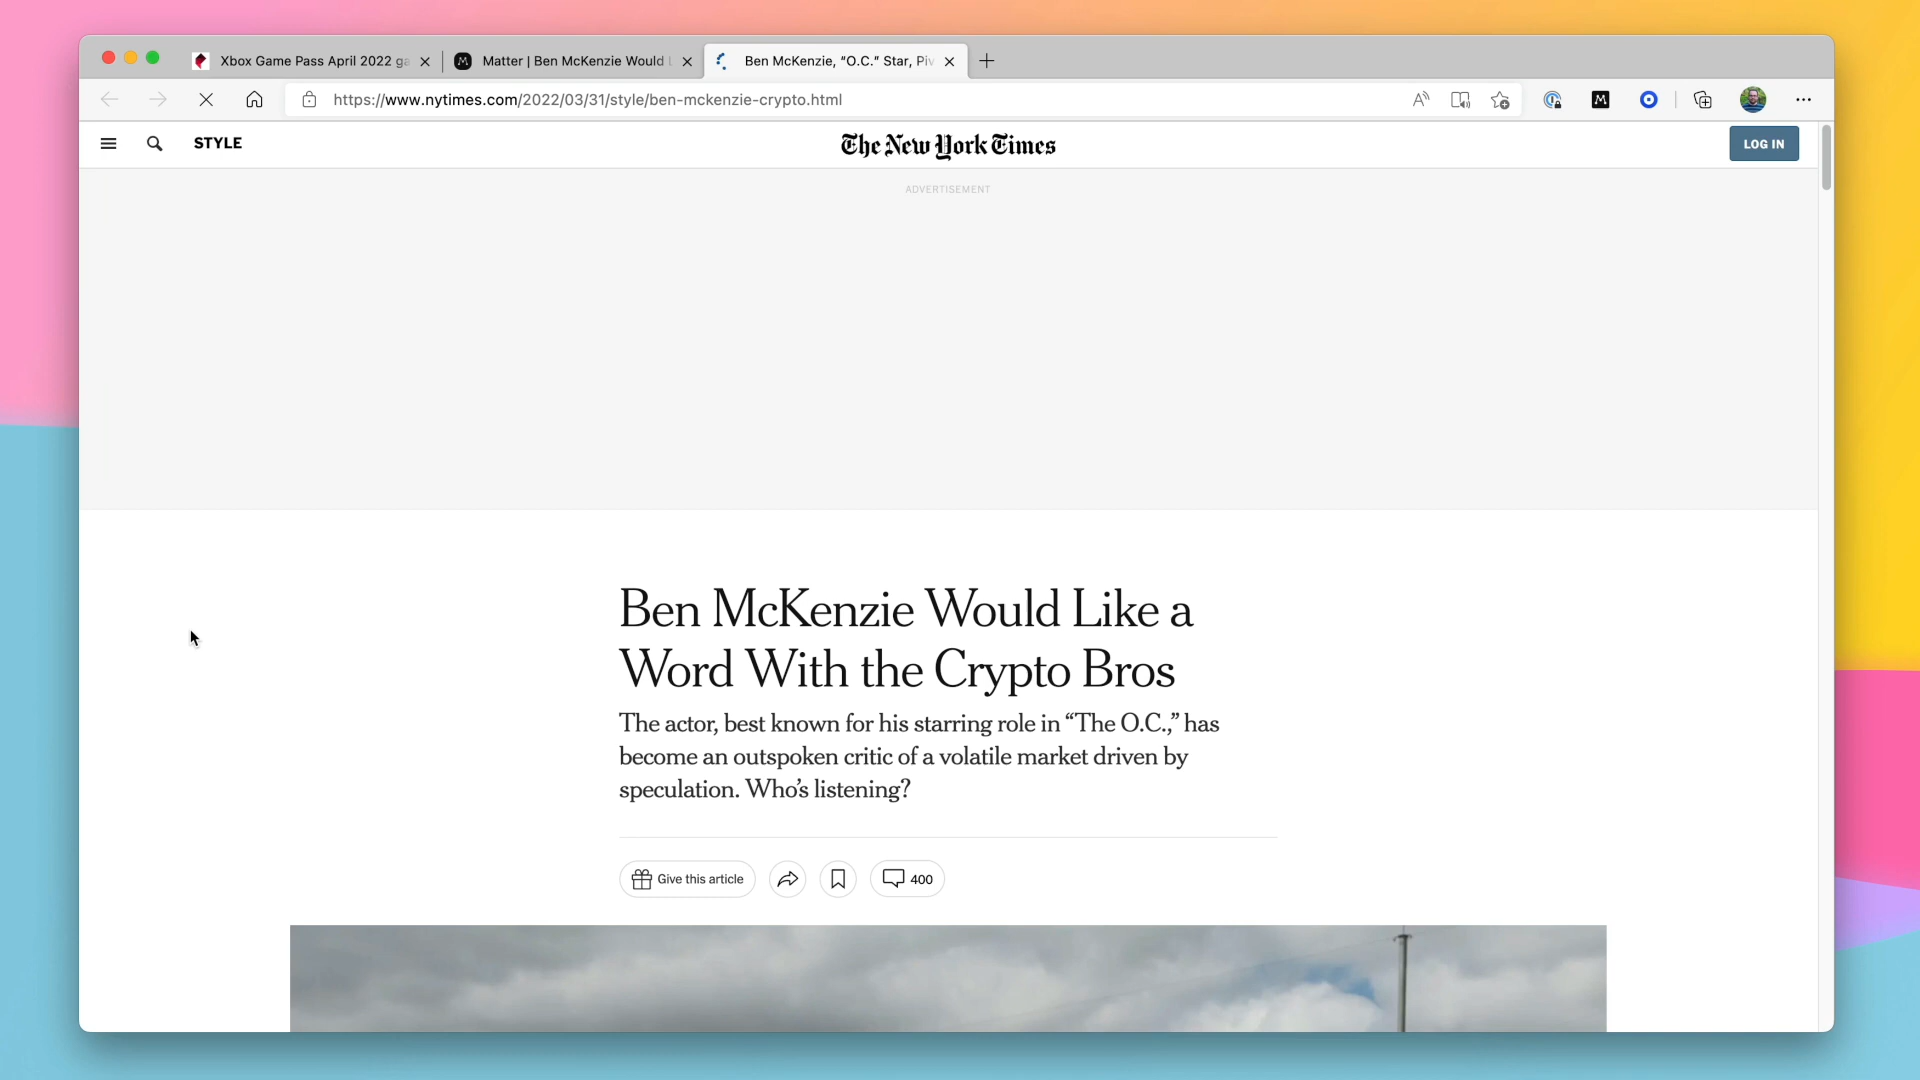 Xbox Game Pass April 2022 ga
Matter | Ben McKenzie Would L
Ben McKenzie, “O.C.” Star, Piv
https://www.nytimes.com/2022/03/31/style/ben-mckenzie-crypto.html
STYLE
The New York Times
LOG IN
ADVERTISEMENT
Ben McKenzie Would Like a
Word With the Crypto Bros
The actor, best known for his starring role in “The O.C.,” has
become an outspoken critic of a volatile market driven by
speculation. Who’s listening?
Give this article
400